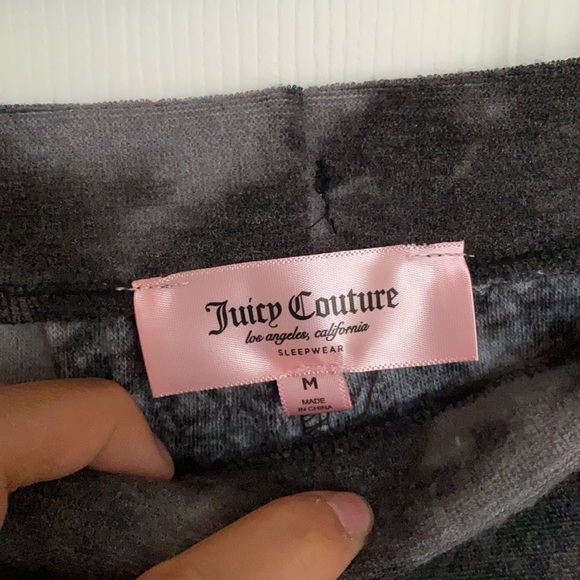 Juicy Couture
los angeles, california
SLEEPWEAR
M
MADE
IN CHINA